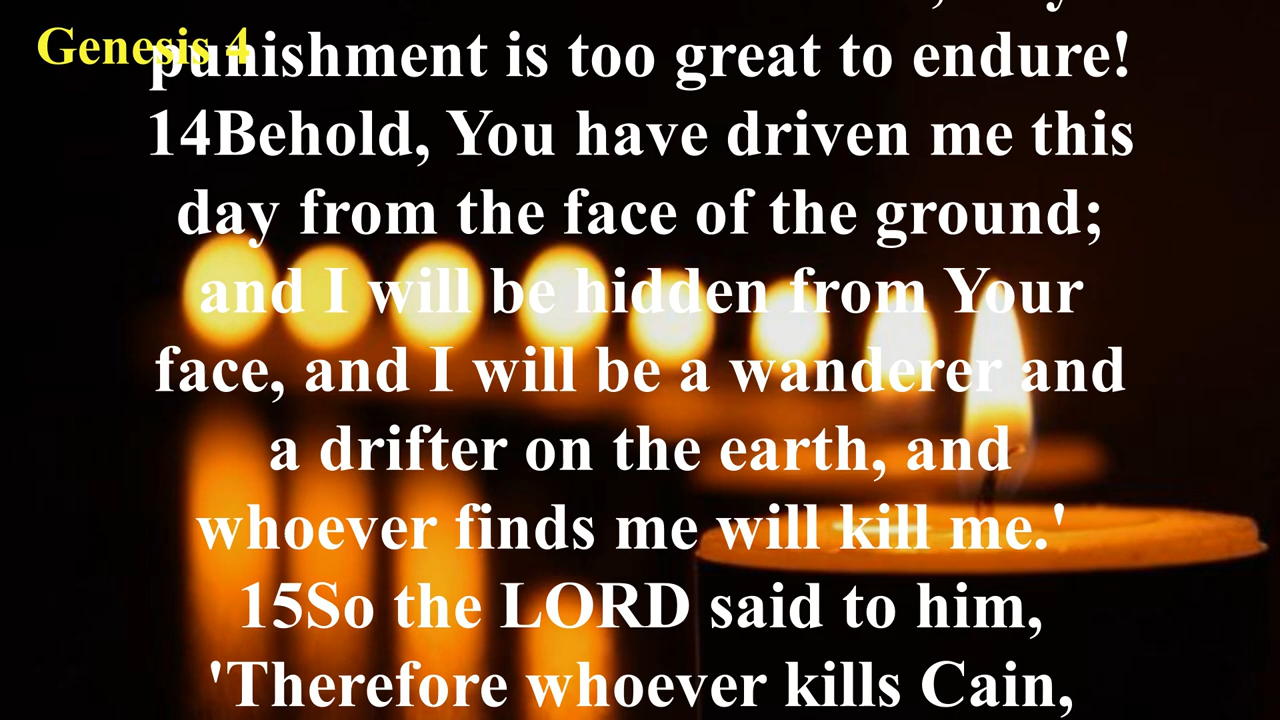 Genesis 4
punishment is too great to endure!
14Behold, You have driven me this
day from the face of the ground;
and I will be hidden from Your
face, and I will be a wanderer and
a drifter on the earth, and
whoever finds me will kill me.'
15So the LORD said to him,
'Therefore whoever kills Cain,